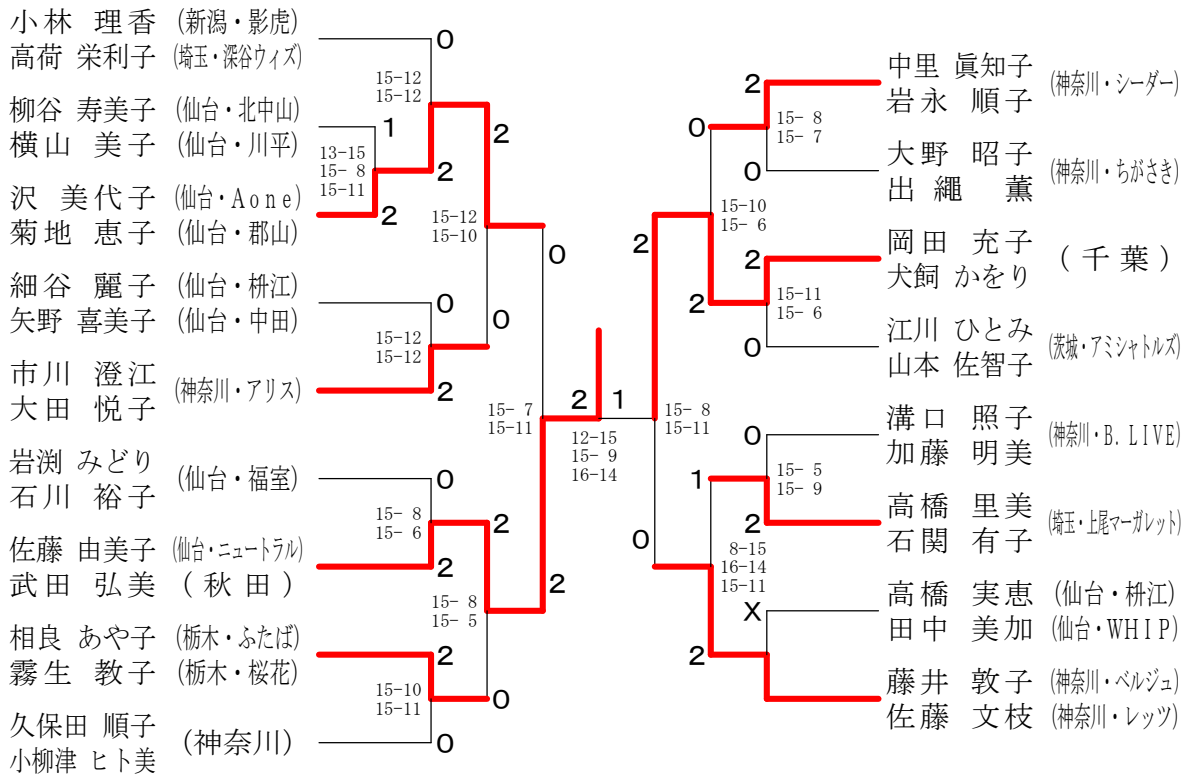 小林 理香 (新潟・影虎)
高荷 栄利子 (埼玉・深谷ウィズ)
0
15-12
15-12
柳谷 寿美子 (仙台・北中山)
横山 美子 (仙台・川平)
1
2
13-15
15- 8
15-11
2
沢 美代子 (仙台・Aone)
菊地 恵子 (仙台・郡山)
2
15-12
15-10
0
細谷 麗子 (仙台・枡江)
矢野 喜美子 (仙台・中田)
0
0
15-12
15-12
市川 澄江 (神奈川・アリス)
大田 悦子
2
15- 7
15-11
岩渕 みどり (仙台・福室)
石川 裕子
0
15- 8
15- 6
2
佐藤 由美子 (仙台・ニュートラル)
武田 弘美 (秋田)
2
15- 8
15- 5
2
相良 あや子 (栃木・ふたば)
霧生 教子 (栃木・桜花)
2
15-10
15-11
0
久保田 順子 (神奈川)
小柳津 ヒト美
0
2 1
12-15
15- 9
16-14
中里 眞知子 (神奈川・シーダー)
岩永 順子
2
15- 8
15- 7
0
大野 昭子 (神奈川・ちがさき)
出縄 薫
0
15-10
15- 6
2
岡田 充子 (千葉)
犬飼 かをり
2
15-11
15- 6
2
江川 ひとみ (茨城・アミシャトルズ)
山本 佐智子
0
15- 8
15-11
溝口 照子 (神奈川・B.LIVE)
加藤 明美
0
15- 5
15- 9
1
高橋 里美 (埼玉・上尾マーガレット)
石関 有子
2
0
8-15
16-14
15-11
高橋 実恵 (仙台・枡江)
田中 美加 (仙台・WHIP)
X
2
藤井 敦子 (神奈川・ベルジュ)
佐藤 文枝 (神奈川・レッツ)